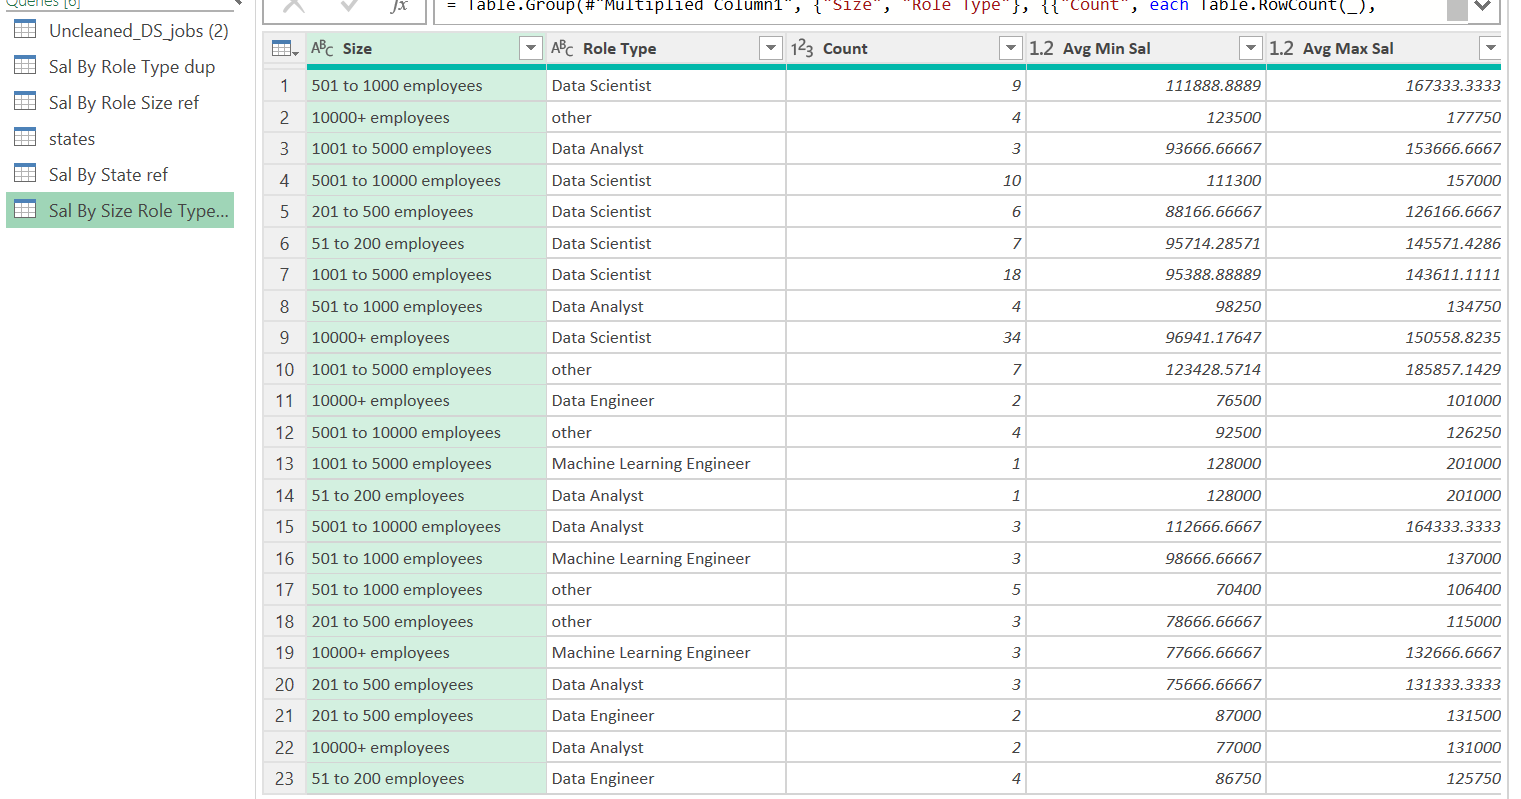 Queries [6]
Uncleaned_DS_jobs (2)
Sal By Role Type dup
Sal By Role Size ref
states
Sal By State ref
Sal By Size Role Type...
fx
= Table.Group(#"Multiplied Column1", {"Size", "Role Type"}, {{"Count", each Table.RowCount(_),
ABC Size ABC Role Type 123 Count 1.2 Avg Min Sal 1.2 Avg Max Sal
1 501 to 1000 employees Data Scientist 9 111888.8889 167333.3333
2 10000+ employees other 4 123500 177750
3 1001 to 5000 employees Data Analyst 3 93666.66667 153666.6667
4 5001 to 10000 employees Data Scientist 10 111300 157000
5 201 to 500 employees Data Scientist 6 88166.66667 126166.6667
6 51 to 200 employees Data Scientist 7 95714.28571 145571.4286
7 1001 to 5000 employees Data Scientist 18 95388.88889 143611.1111
8 501 to 1000 employees Data Analyst 4 98250 134750
9 10000+ employees Data Scientist 34 96941.17647 150558.8235
10 1001 to 5000 employees other 7 123428.5714 185857.1429
11 10000+ employees Data Engineer 2 76500 101000
12 5001 to 10000 employees other 4 92500 126250
13 1001 to 5000 employees Machine Learning Engineer 1 128000 201000
14 51 to 200 employees Data Analyst 1 128000 201000
15 5001 to 10000 employees Data Analyst 3 112666.6667 164333.3333
16 501 to 1000 employees Machine Learning Engineer 3 98666.66667 137000
17 501 to 1000 employees other 5 70400 106400
18 201 to 500 employees other 3 78666.66667 115000
19 10000+ employees Machine Learning Engineer 3 77666.66667 132666.6667
20 201 to 500 employees Data Analyst 3 75666.66667 131333.3333
21 201 to 500 employees Data Engineer 2 87000 131500
22 10000+ employees Data Analyst 2 77000 131000
23 51 to 200 employees Data Engineer 4 86750 125750